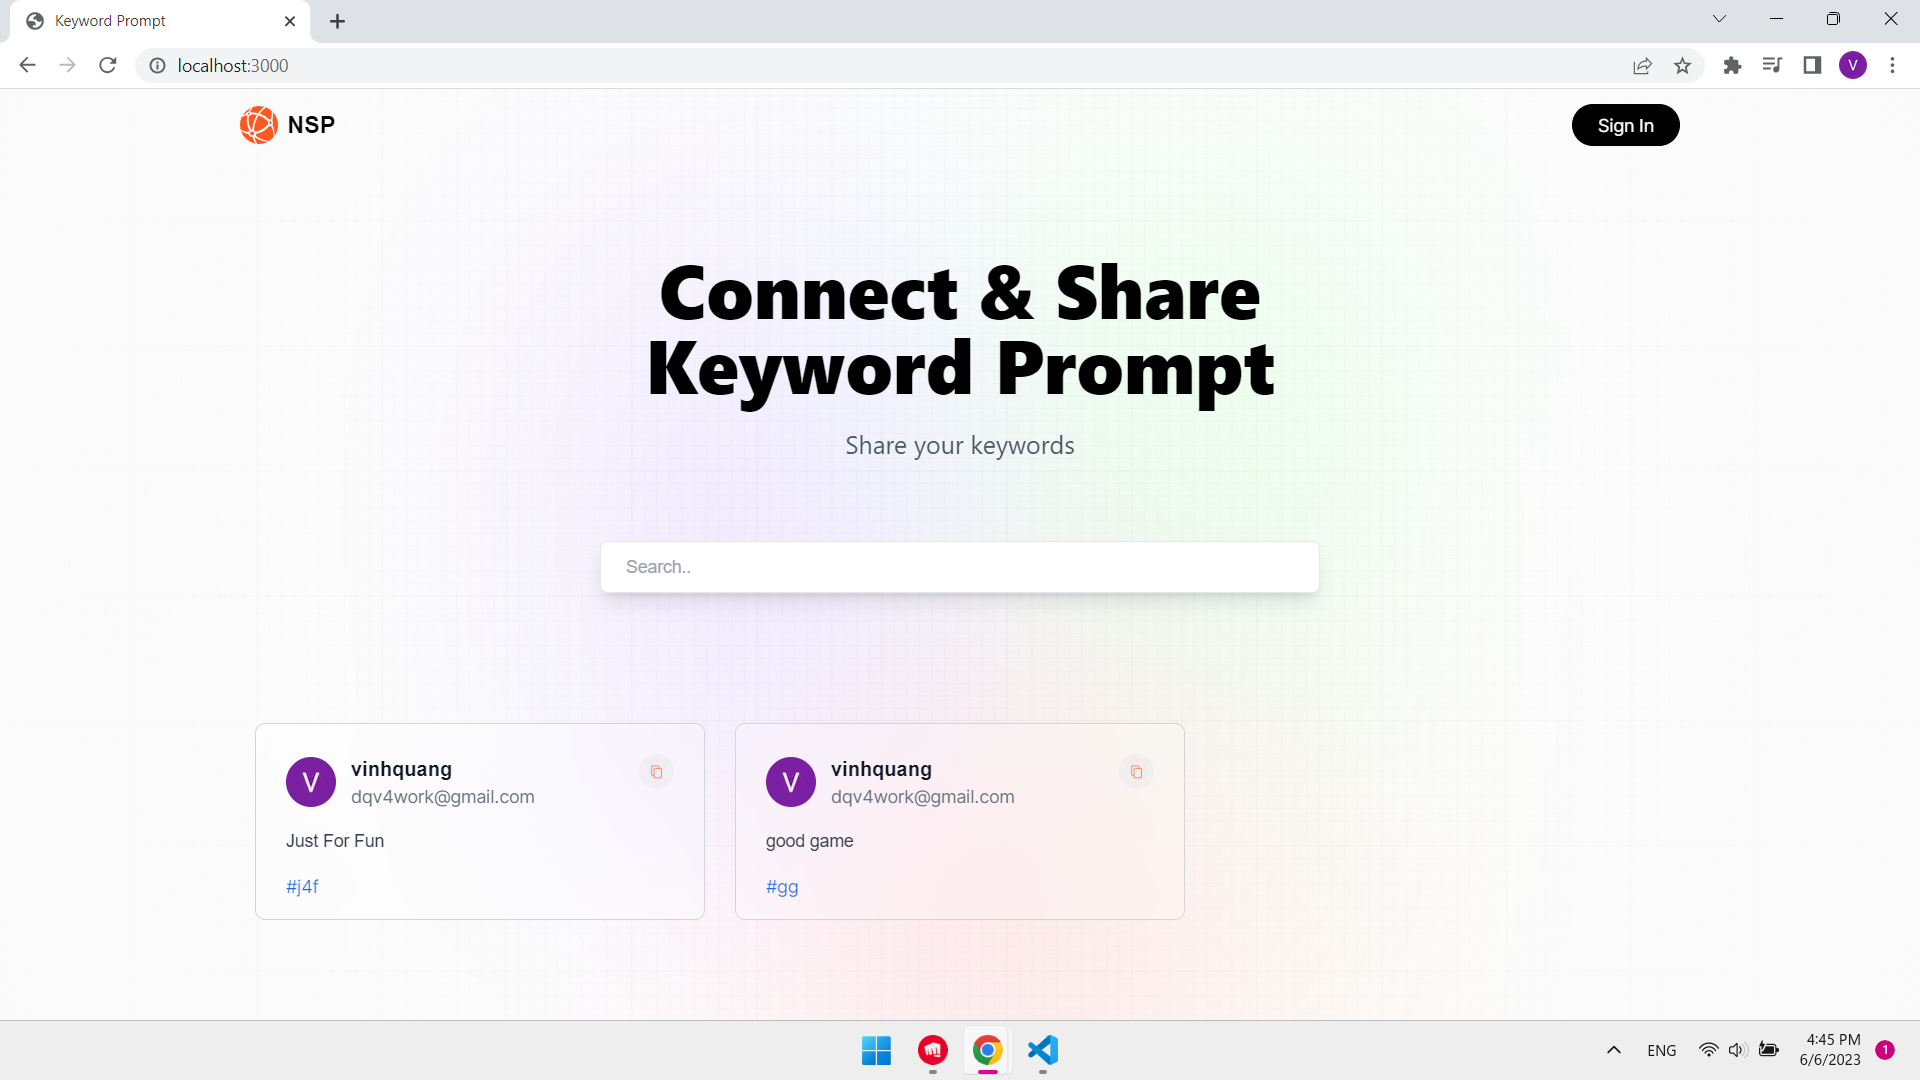 Keyword Prompt
localhost:3000
V
NSP
Sign In
Connect & Share
Keyword Prompt
Share your keywords
Search..
V
vinhquang
dqv4work@gmail.com
Just For Fun
#j4f
V
vinhquang
dqv4work@gmail.com
good game
#gg
ENG
4:45 PM
6/6/2023
1